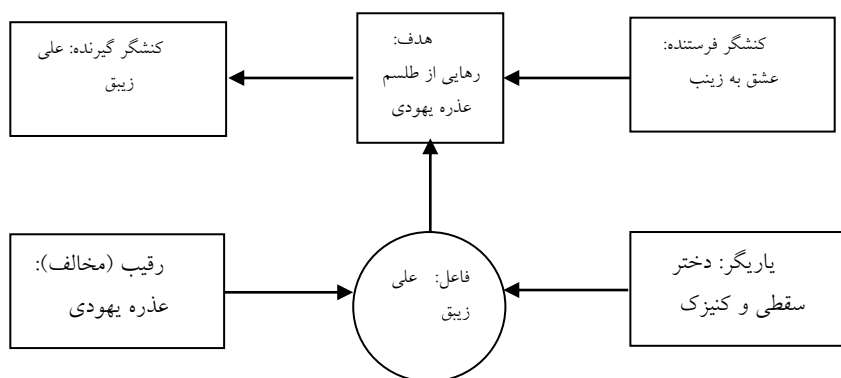 کنشگر فرستنده:
عشق به زینب
هدف:
رهایی از طلسم
عذره یهودی
کنشگر گیرنده: علی
زیبق
یاریگر: دختر
سقطی و کنیزک
فاعل: علی
زیبق
رقیب (مخالف):
عذره یهودی